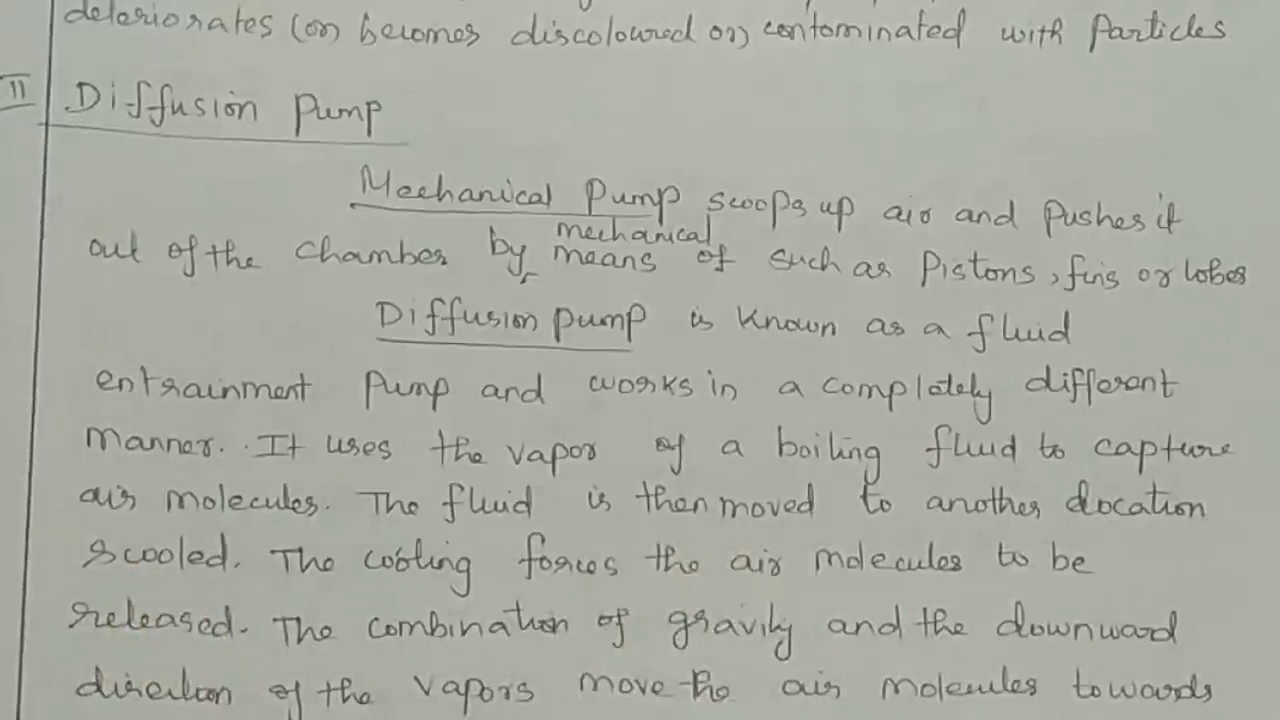 deteriorates (or) becomes discoloured or) contaminated with Particles
II Diffusion Pump
Mechanical Pump scoops up air and pushes it
out of the chamber by mechanical means of such as Pistons, fins or lobes
Diffusion pump is known as a fluid
entrainment Pump and works in a completely different
manner. It uses the vapor of a boiling fluid to capture
air molecules. The fluid is then moved to another location
& cooled. The cooling forces the air molecules to be
released. The combination of gravity and the downward
direction of the vapors move the air molecules towards